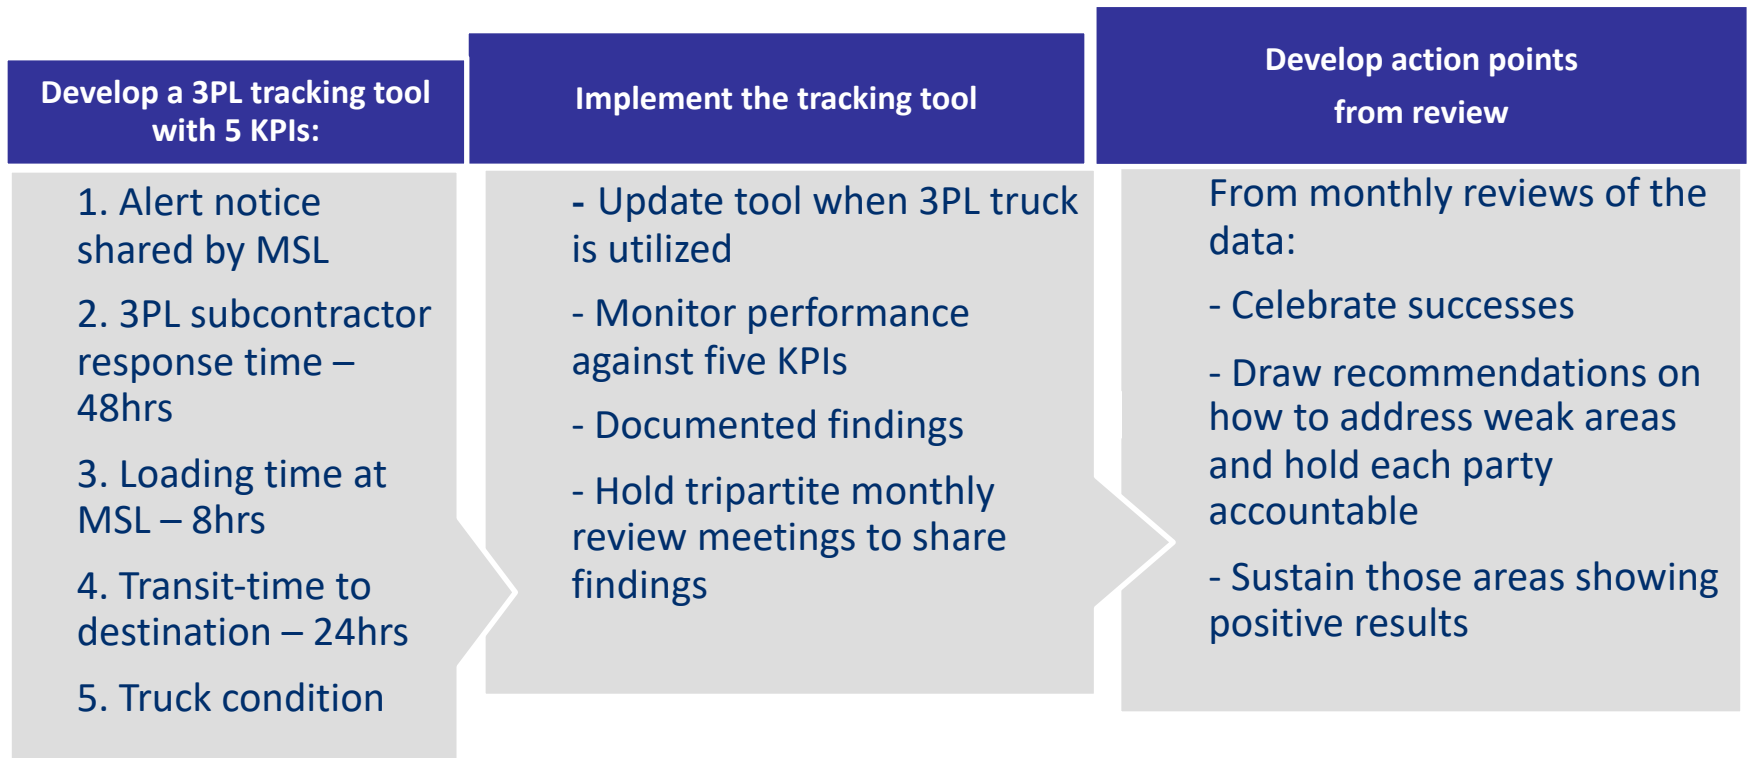 Develop a 3PL tracking tool
with 5 KPIs:
1. Alert notice
shared by MSL
2. 3PL subcontractor
response time –
48hrs
3. Loading time at
MSL – 8hrs
4. Transit-time to
destination – 24hrs
5. Truck condition
Implement the tracking tool
- Update tool when 3PL truck
is utilized
- Monitor performance
against five KPIs
- Documented findings
- Hold tripartite monthly
review meetings to share
findings
Develop action points
from review
From monthly reviews of the
data:
- Celebrate successes
- Draw recommendations on
how to address weak areas
and hold each party
accountable
- Sustain those areas showing
positive results